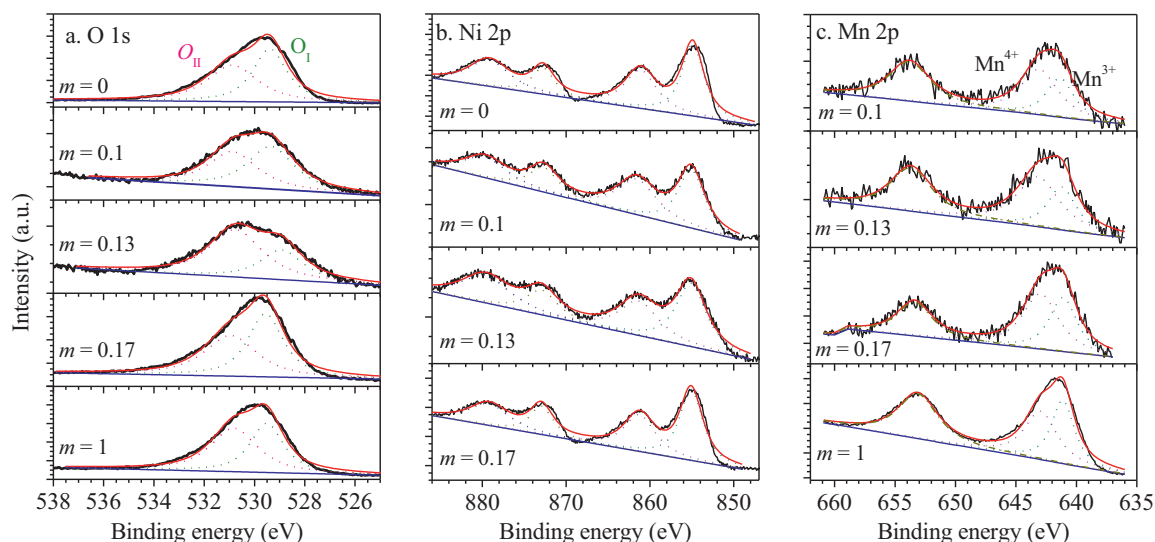 a. O 1s
O_II
O_I
m = 0
m = 0.1
m = 0.13
m = 0.17
m = 1
538 536 534 532 530 528 526
Binding energy (eV)
Intensity (a.u.)
b. Ni 2p
m = 0
m = 0.1
m = 0.13
m = 0.17
880 870 860 850
Binding energy (eV)
c. Mn 2p
Mn⁴⁺
Mn³⁺
m = 0.1
m = 0.13
m = 0.17
m = 1
660 655 650 645 640 635
Binding energy (eV)